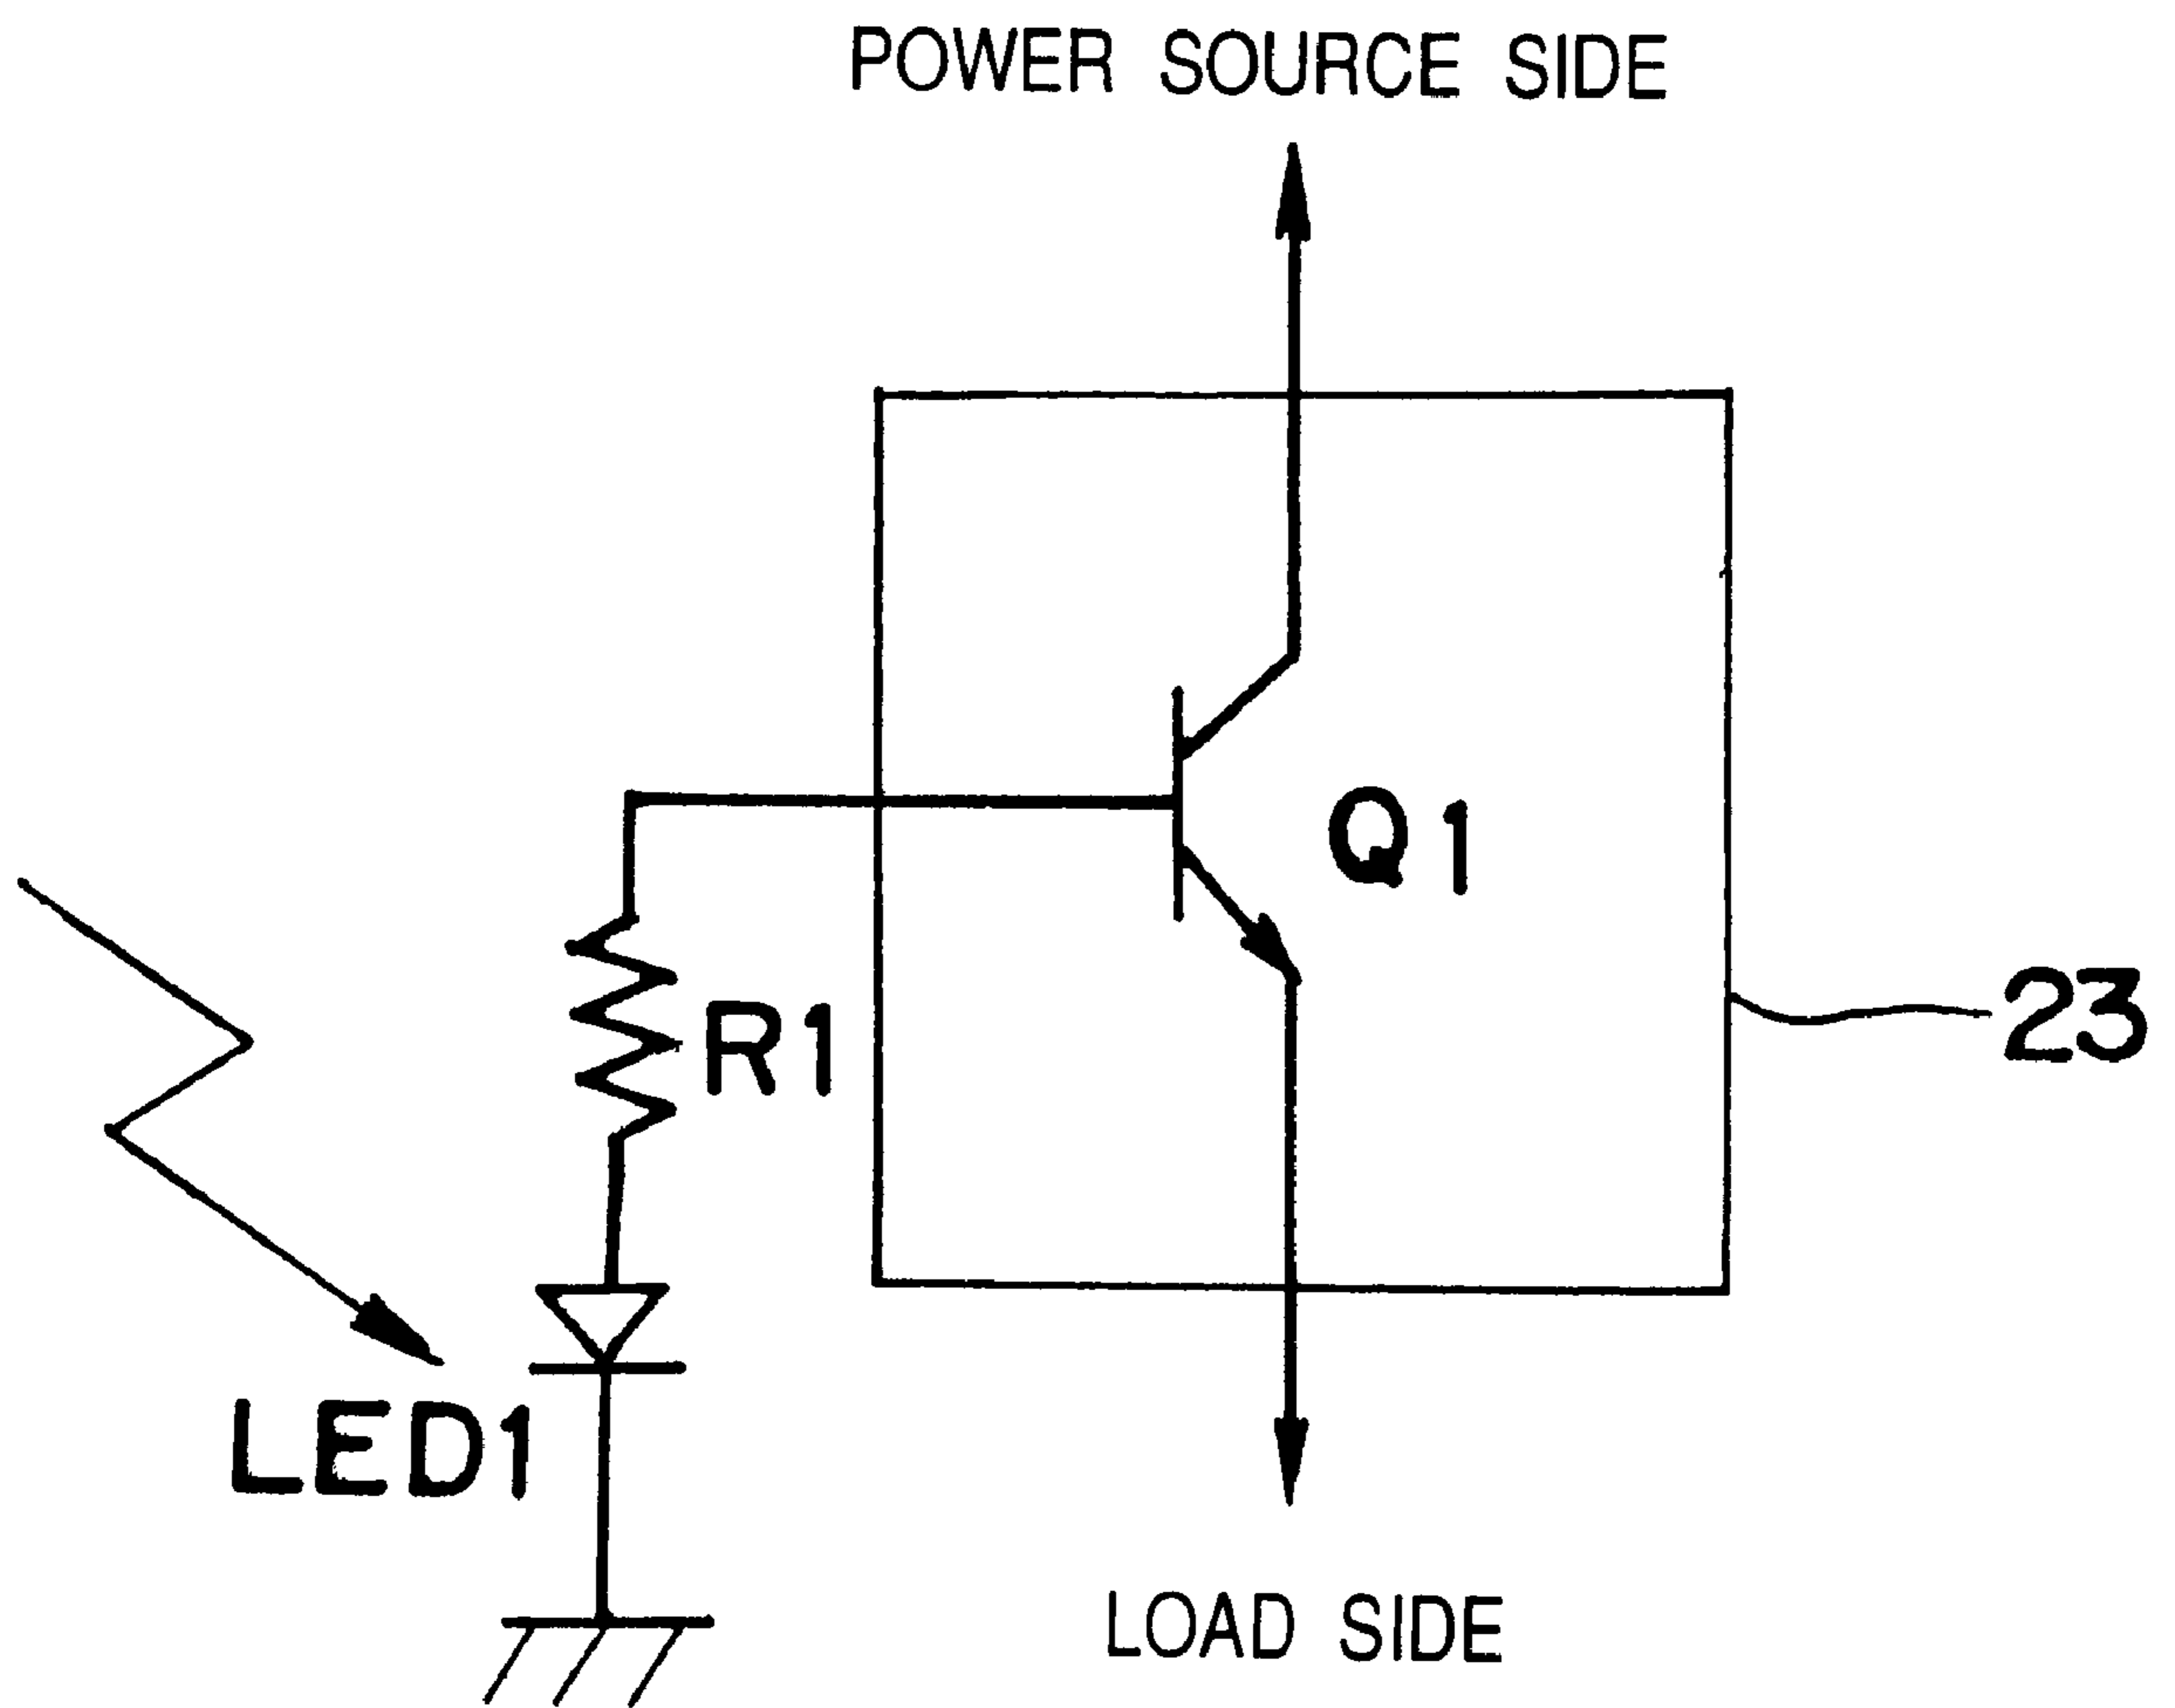 POWER SOURCE SIDE
Q1
23
R1
LED1
LOAD SIDE